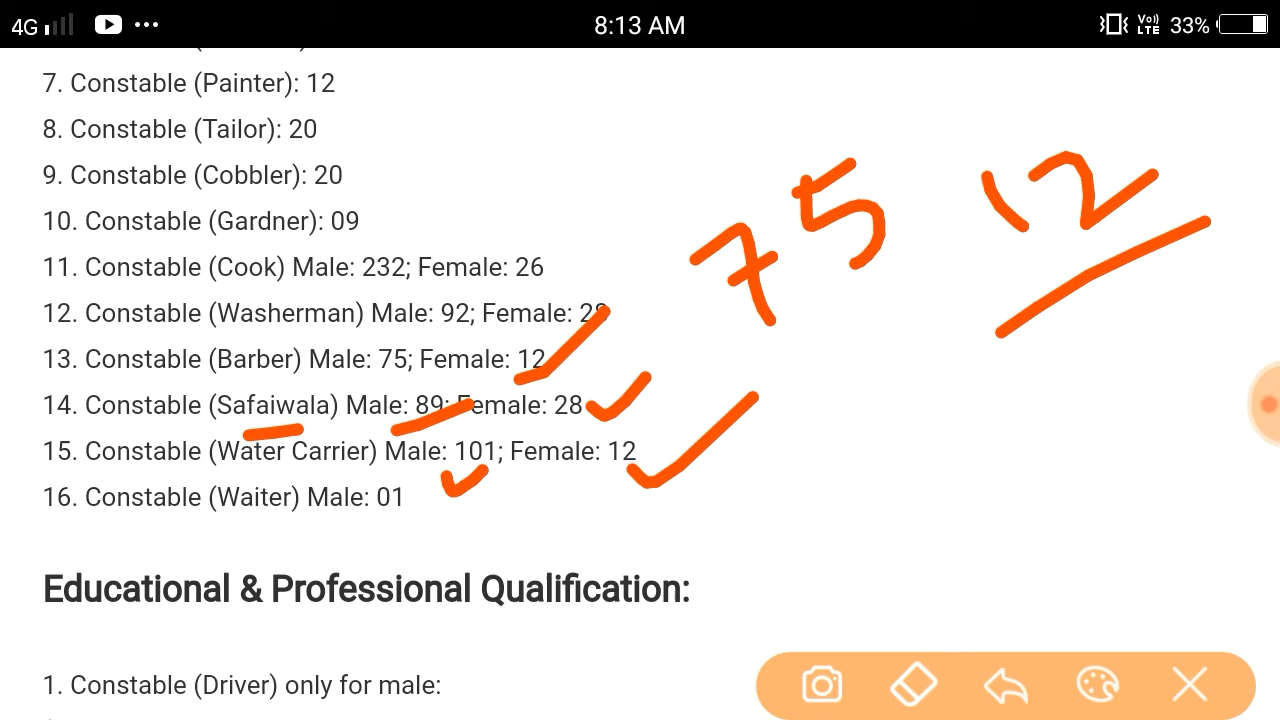 4G 8:13 AM Vo)) LTE 33%
7. Constable (Painter): 12
8. Constable (Tailor): 20
9. Constable (Cobbler): 20
10. Constable (Gardner): 09
11. Constable (Cook) Male: 232; Female: 26
12. Constable (Washerman) Male: 92; Female: 28
13. Constable (Barber) Male: 75; Female: 12
14. Constable (Safaiwala) Male: 89; Female: 28
15. Constable (Water Carrier) Male: 101; Female: 12
16. Constable (Waiter) Male: 01
75 12
Educational & Professional Qualification:
1. Constable (Driver) only for male: